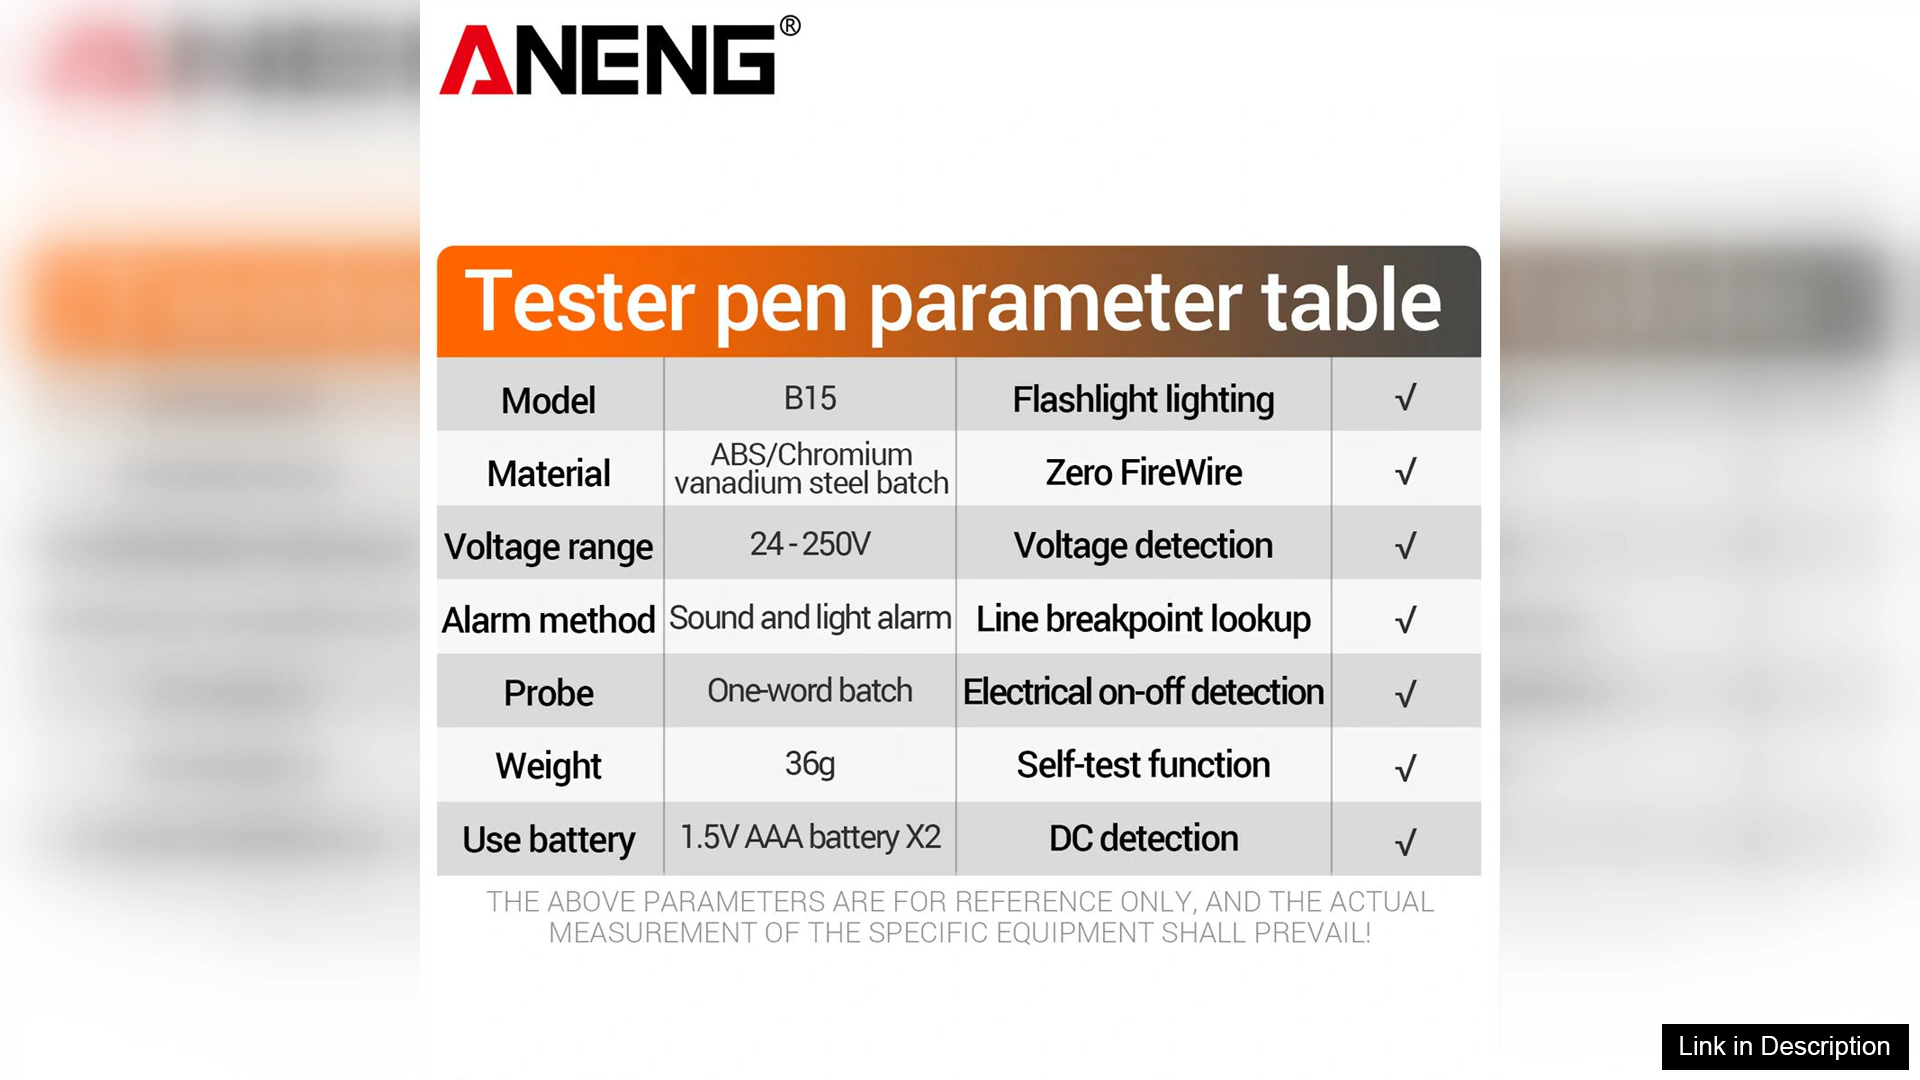 ANENG®
Tester pen parameter table
Model B15 Flashlight lighting √
Material ABS/Chromium vanadium steel batch Zero FireWire √
Voltage range 24-250V Voltage detection √
Alarm method Sound and light alarm Line breakpoint lookup √
Probe One-word batch Electrical on-off detection √
Weight 36g Self-test function √
Use battery 1.5V AAA battery X2 DC detection √
THE ABOVE PARAMETERS ARE FOR REFERENCE ONLY, AND THE ACTUAL
MEASUREMENT OF THE SPECIFIC EQUIPMENT SHALL PREVAIL!
Link in Description